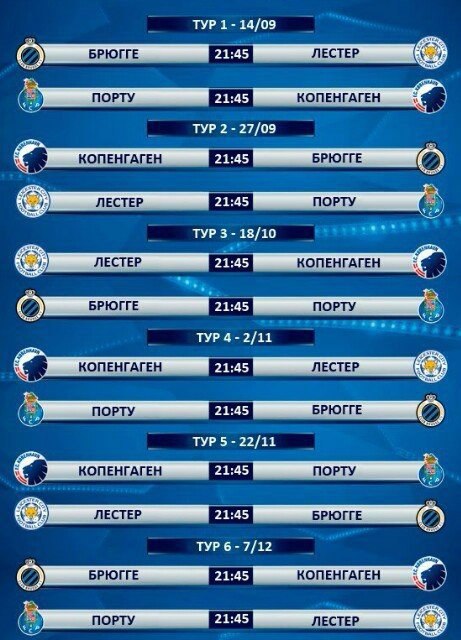 ТУР 1 - 14/09
БРЮГГЕ 21:45 ЛЕСТЕР
ПОРТУ 21:45 КОПЕНГАГЕН
ТУР 2 - 27/09
КОПЕНГАГЕН 21:45 БРЮГГЕ
ЛЕСТЕР 21:45 ПОРТУ
ТУР 3 - 18/10
ЛЕСТЕР 21:45 КОПЕНГАГЕН
БРЮГГЕ 21:45 ПОРТУ
ТУР 4 - 2/11
КОПЕНГАГЕН 21:45 ЛЕСТЕР
ПОРТУ 21:45 БРЮГГЕ
ТУР 5 - 22/11
КОПЕНГАГЕН 21:45 ПОРТУ
ЛЕСТЕР 21:45 БРЮГГЕ
ТУР 6 - 7/12
БРЮГГЕ 21:45 КОПЕНГАГЕН
ПОРТУ 21:45 ЛЕСТЕР